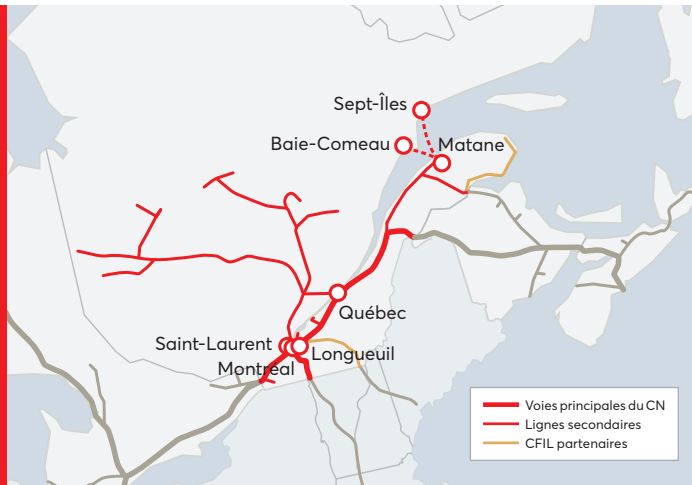 Sept-Îles
Baie-Comeau
Matane
Québec
Saint-Laurent
Longueuil
Montréal
Voies principales du CN
Lignes secondaires
CFIL partenaires